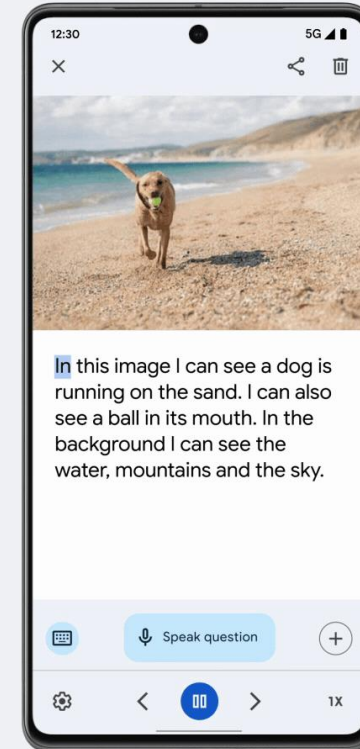 12:30
5G
In this image I can see a dog is
running on the sand. I can also
see a ball in its mouth. In the
background I can see the
water, mountains and the sky.
Speak question
1X